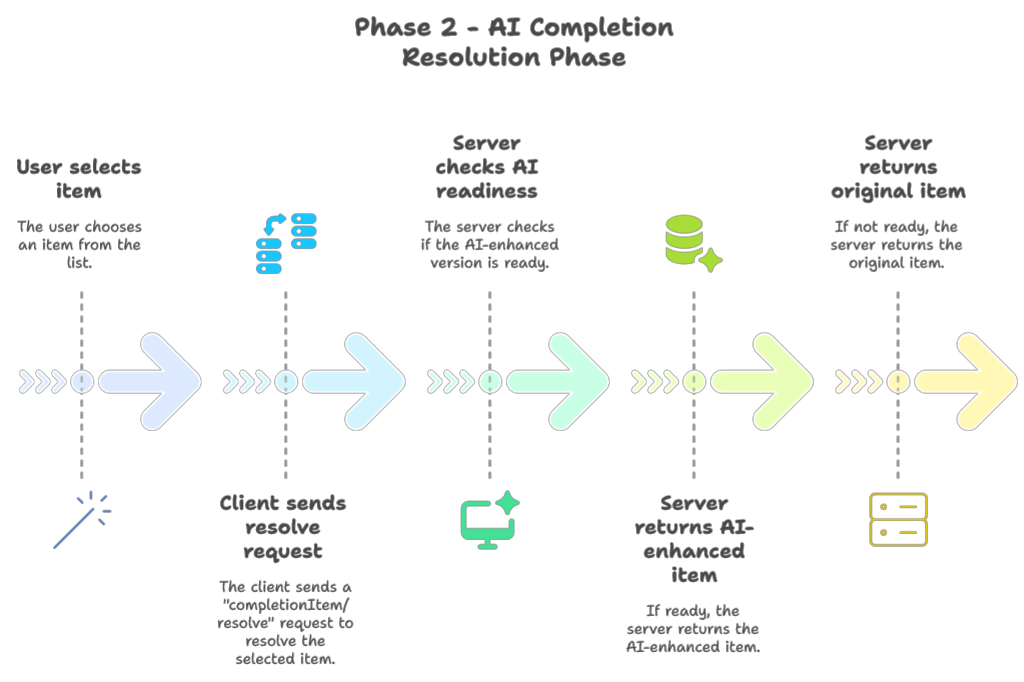 Phase 2 - AI Completion
Resolution Phase
User selects
item
The user chooses
an item from the
list.
Client sends
resolve
request
The client sends a
"completionItem/
resolve" request to
resolve the
selected item.
Server
checks AI
readiness
The server checks
if the AI-enhanced
version is ready.
Server
returns AI-
enhanced
item
If ready, the
server returns the
AI-enhanced item.
Server
returns
original item
If not ready, the
server returns the
original item.